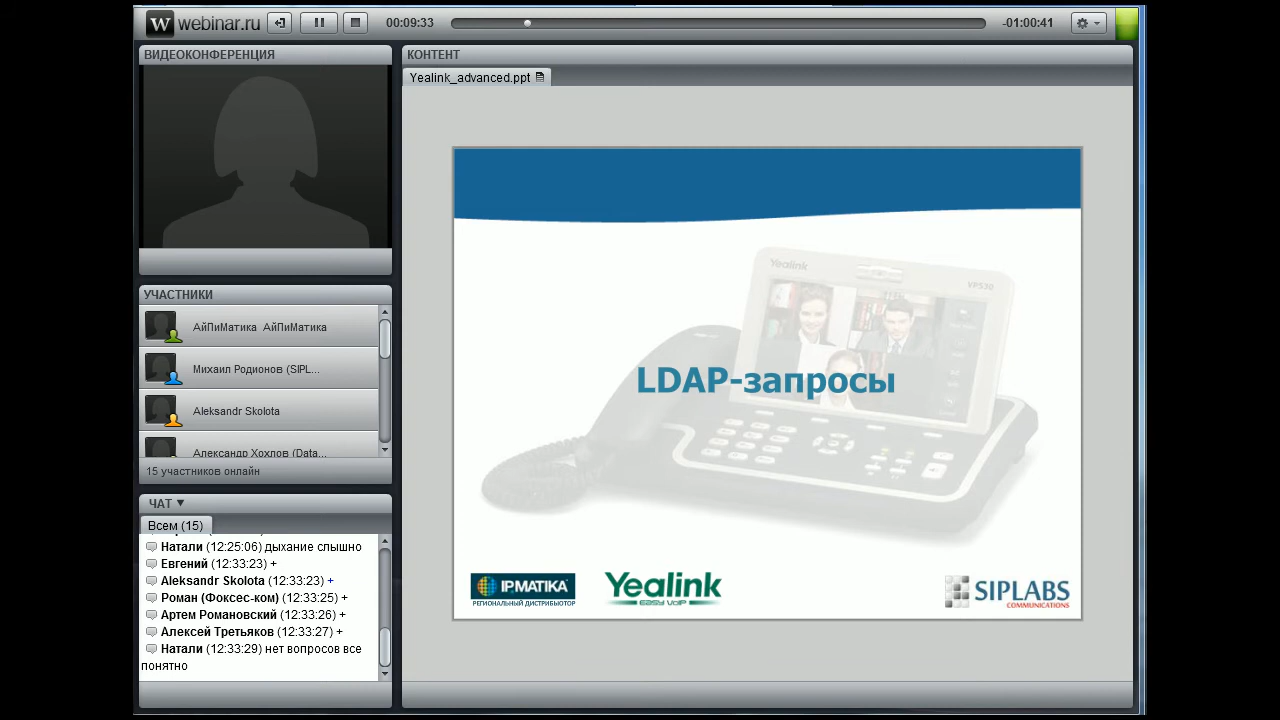 W webinar.ru 00:09:33 -01:00:41
ВИДЕОКОНФЕРЕНЦИЯ
УЧАСТНИКИ
АйПиМатика АйПиМатика
Михаил Родионов (SIPL...
Aleksandr Skolota
Александр Хохлов (Data...
15 участников онлайн
ЧАТ
Всем (15)
Натали (12:25:06) дыхание слышно
Евгений (12:33:23) +
Aleksandr Skolota (12:33:23) +
Роман (Фоксес-ком) (12:33:25) +
Артем Романовский (12:33:26) +
Алексей Третьяков (12:33:27) +
Натали (12:33:29) нет вопросов все
понятно
КОНТЕНТ
Yealink_advanced.ppt
Yealink
VP530
LDAP-запросы
IPMATIKA
РЕГИОНАЛЬНЫЙ ДИСТРИБЬЮТОР
Yealink
EASY VOIP
SIPLABS
COMMUNICATIONS